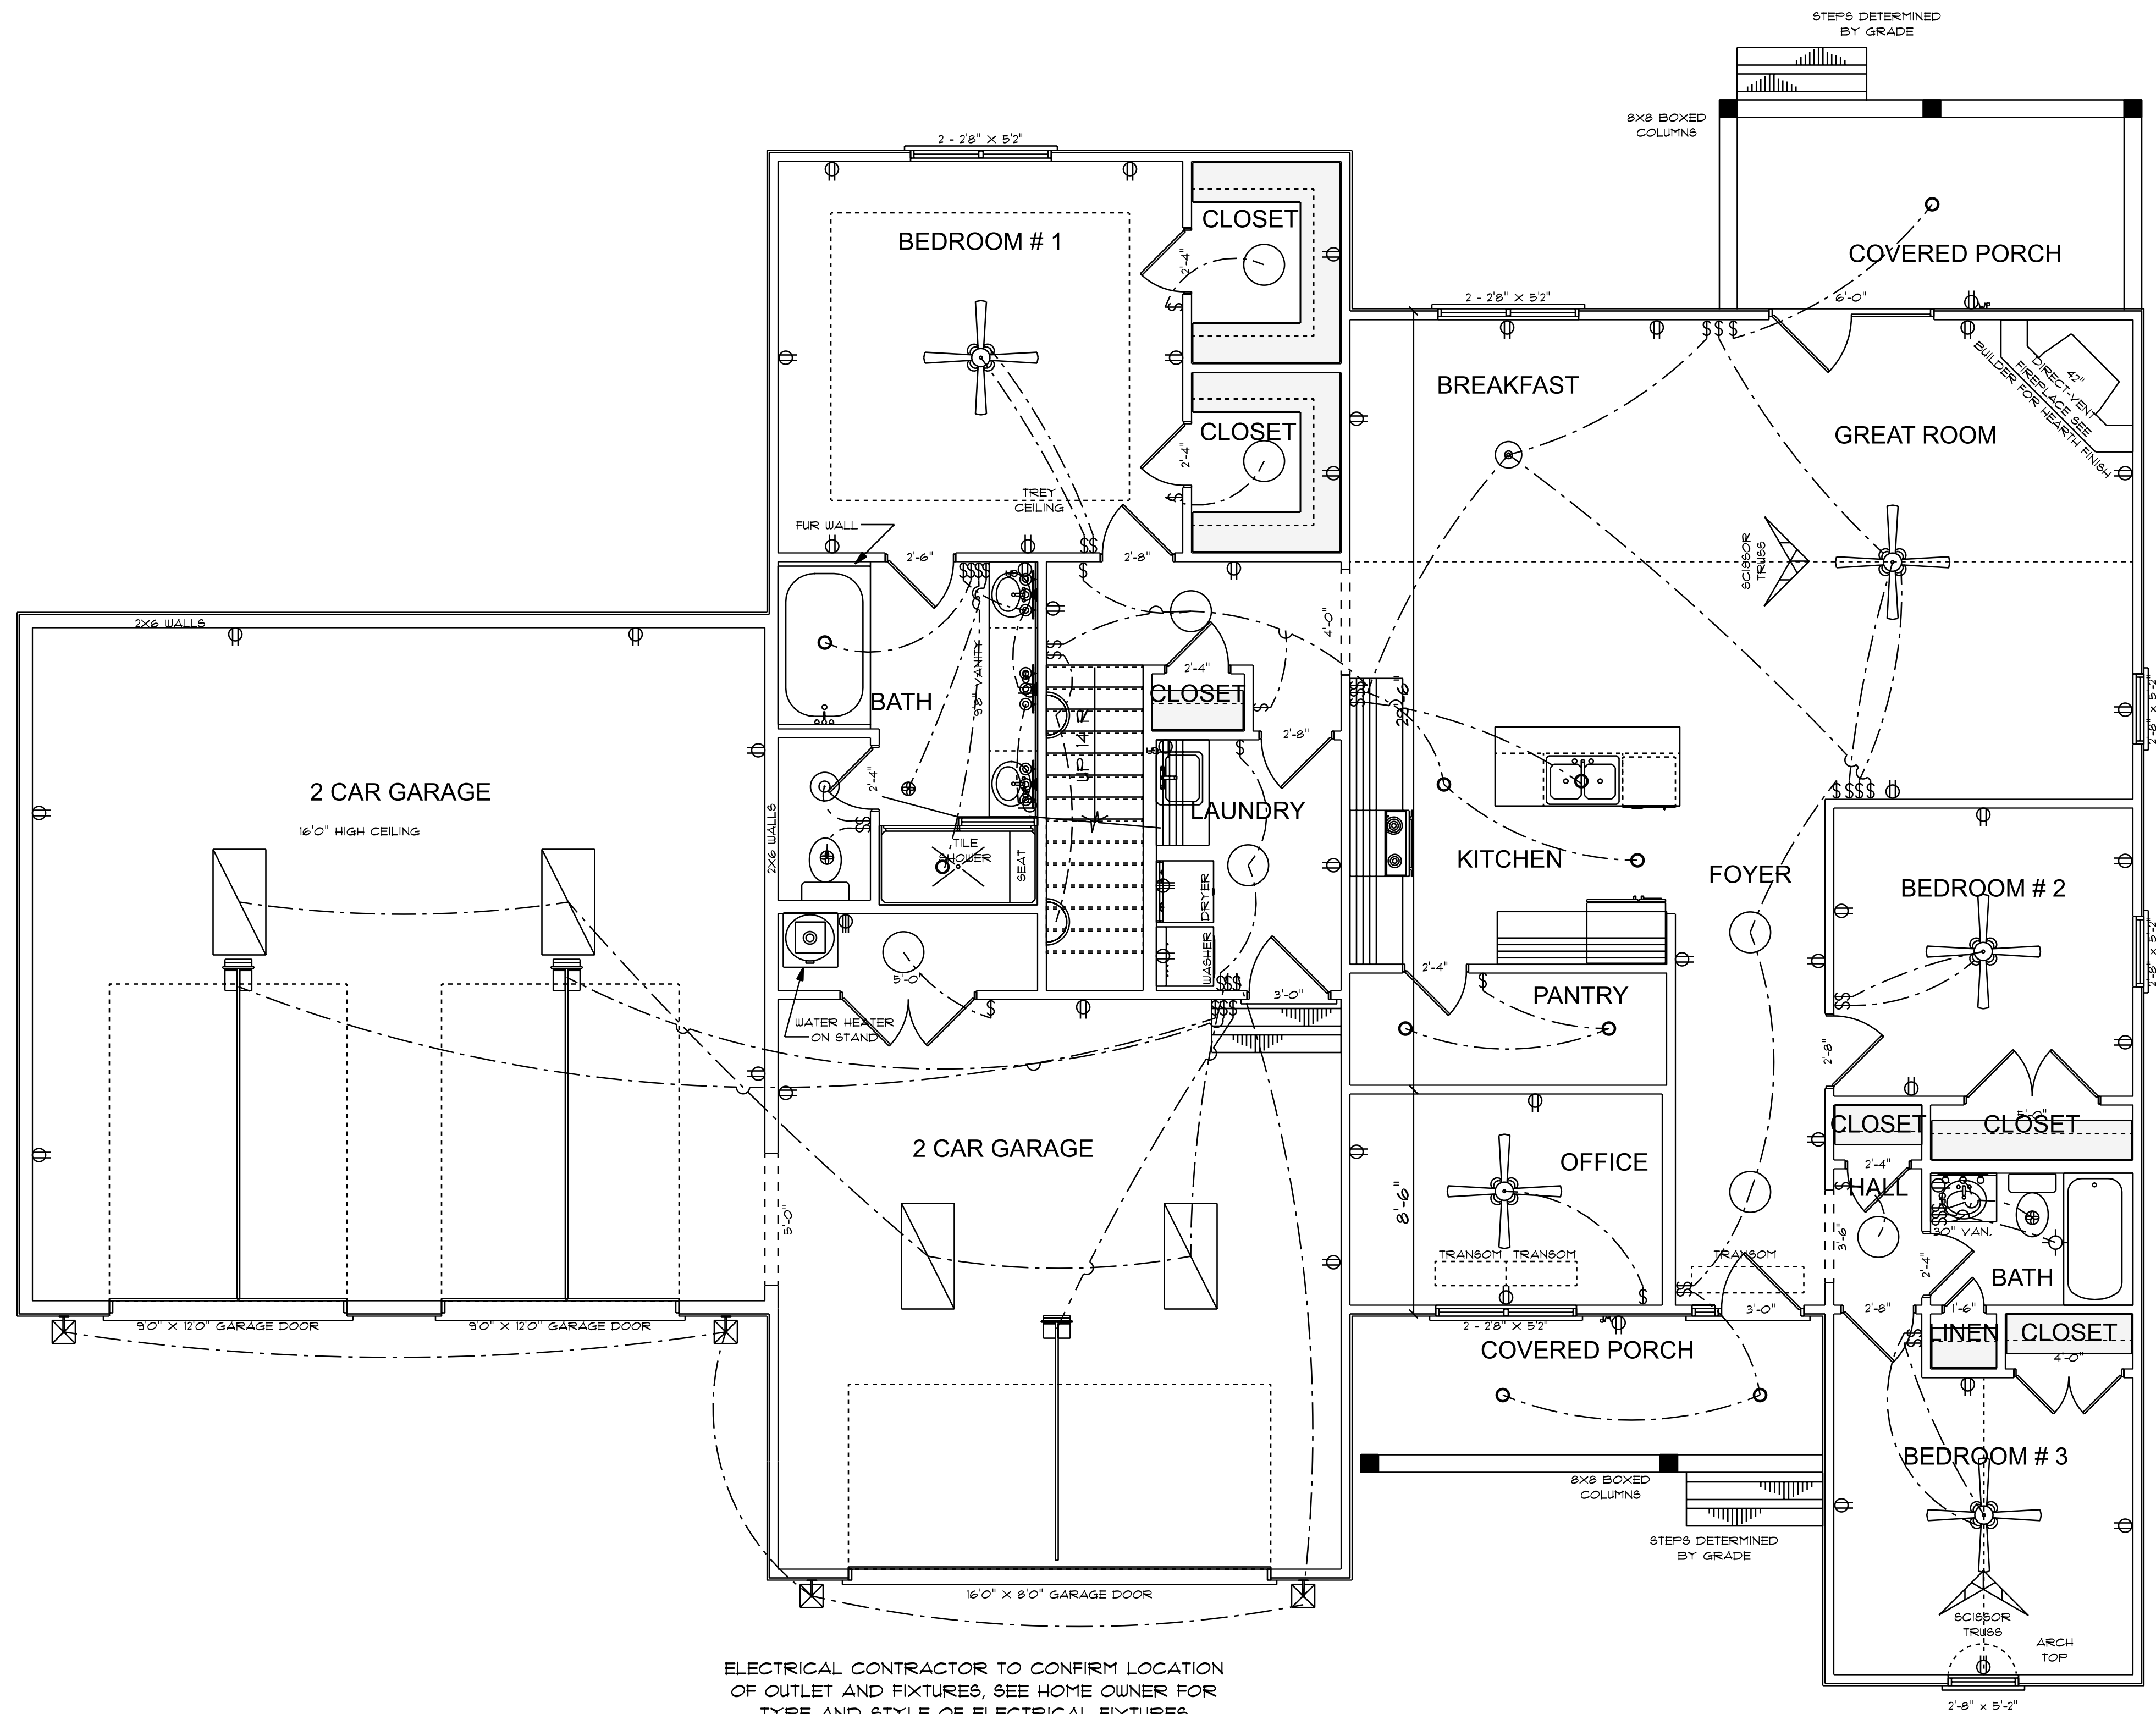 STEPS DETERMINED
BY GRADE
8X8 BOXED
COLUMNS
2 - 2'8" X 5'2"
CLOSET
BEDROOM # 1
2'-4"
COVERED PORCH
2 - 2'8" X 5'2"
6'-0"
WP
BREAKFAST
42"
DIRECT-VENT
FIREPLACE SEE
BUILDER FOR HEARTH FINISH
GREAT ROOM
CLOSET
2'-4"
TREY
CEILING
FUR WALL
2'-6"
2'-8"
SCISSOR
TRUSS
2X6 WALLS
4'-0"
9'8" VANITY
BATH
2'-4"
CLOSET
UP 14 R
2'-8"
2'-4"
2 CAR GARAGE
16'0" HIGH CEILING
2X6 WALLS
LAUNDRY
TILE
SHOWER
SEAT
KITCHEN
FOYER
DRYER
BEDROOM # 2
WASHER
5'-0"
3'-0"
2'-4"
PANTRY
WATER HEATER
ON STAND
2'-8"
5'-0"
CLOSET
CLOSET
2 CAR GARAGE
OFFICE
2'-4"
HALL
8'-6"
5'-0"
3'-6"
30" VAN.
TRANSOM TRANSOM
TRANSOM
2'-4"
BATH
2'-8"
1'-6"
3'-0"
9'0" X 12'0" GARAGE DOOR
9'0" X 12'0" GARAGE DOOR
2 - 2'8" X 5'2"
WP
LINEN
CLOSET
COVERED PORCH
4'-0"
BEDROOM # 3
8X8 BOXED
COLUMNS
STEPS DETERMINED
BY GRADE
16'0" X 8'0" GARAGE DOOR
SCISSOR
TRUSS
ARCH
TOP
ELECTRICAL CONTRACTOR TO CONFIRM LOCATION
OF OUTLET AND FIXTURES, SEE HOME OWNER FOR
TYPE AND STYLE OF ELECTRICAL FIXTURES
2'-8" x 5'-2"